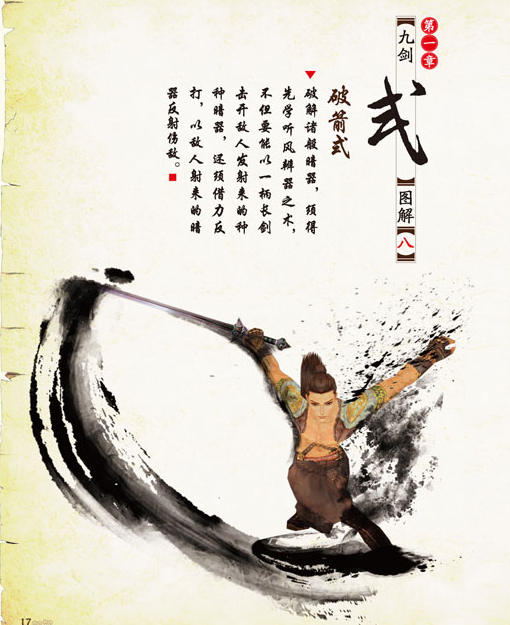 第一章
九剑
式
图解
八
破箭式
破解诸般暗器，须得
先学听风辨器之术，
不但要能以一柄长剑
击开敌人发射来的种
种暗器，还须借力反
打，以敌人射来的暗
器反射伤敌。
17